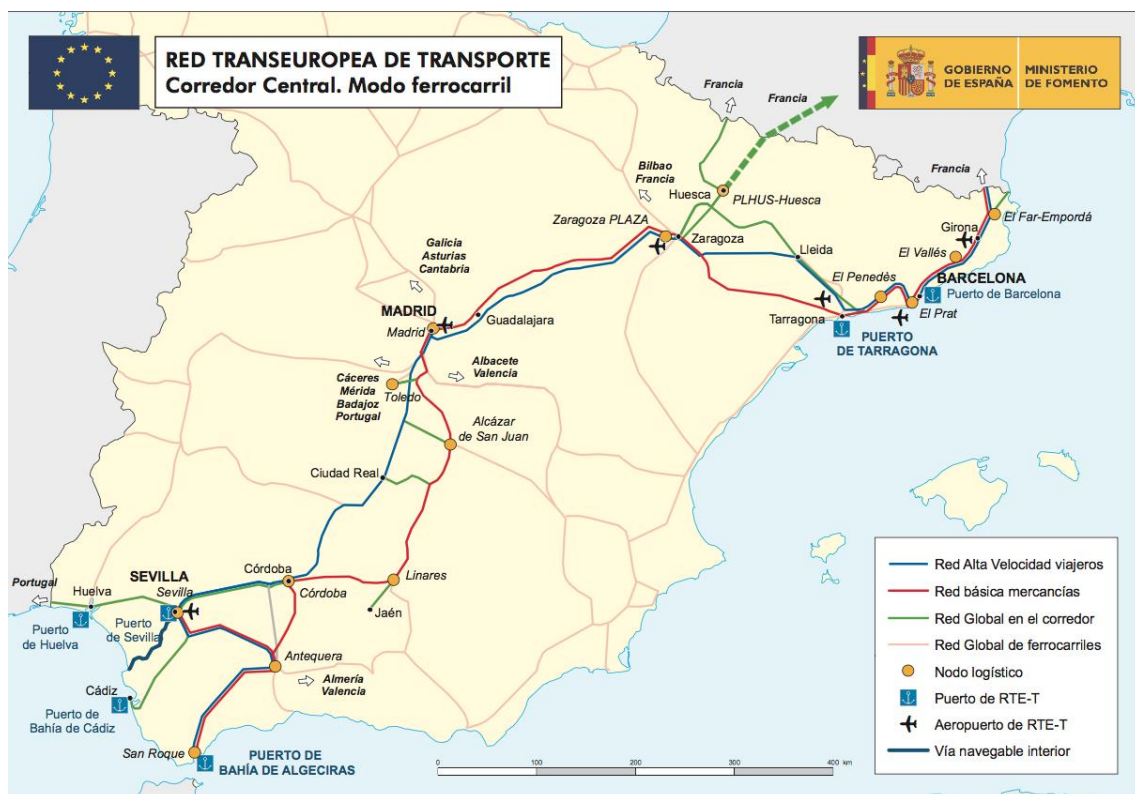 RED TRANSEUROPEA DE TRANSPORTE
Corredor Central. Modo ferrocarril
GOBIERNO
DE ESPAÑA
MINISTERIO
DE FOMENTO
Francia
Francia
Francia
Bilbao
Francia
Huesca
PLHUS-Huesca
Zaragoza PLAZA
Zaragoza
Lleida
Girona
El Far-Empordá
El Vallés
El Penedès
BARCELONA
Puerto de Barcelona
El Prat
Tarragona
PUERTO
DE TARRAGONA
Galicia
Asturias
Cantabria
MADRID
Madrid
Guadalajara
Albacete
Valencia
Cáceres
Mérida
Badajoz
Portugal
Toledo
Alcázar
de San Juan
Ciudad Real
Córdoba
Córdoba
Linares
Jaén
SEVILLA
Sevilla
Portugal
Huelva
Puerto
de Huelva
Puerto
de Sevilla
Antequera
Almería
Valencia
Cádiz
Puerto de
Bahía de Cádiz
San Roque
PUERTO DE
BAHÍA DE ALGECIRAS
Red Alta Velocidad viajeros
Red básica mercancías
Red Global en el corredor
Red Global de ferrocarriles
Nodo logístico
Puerto de RTE-T
Aeropuerto de RTE-T
Vía navegable interior
0 100 200 300 400 km